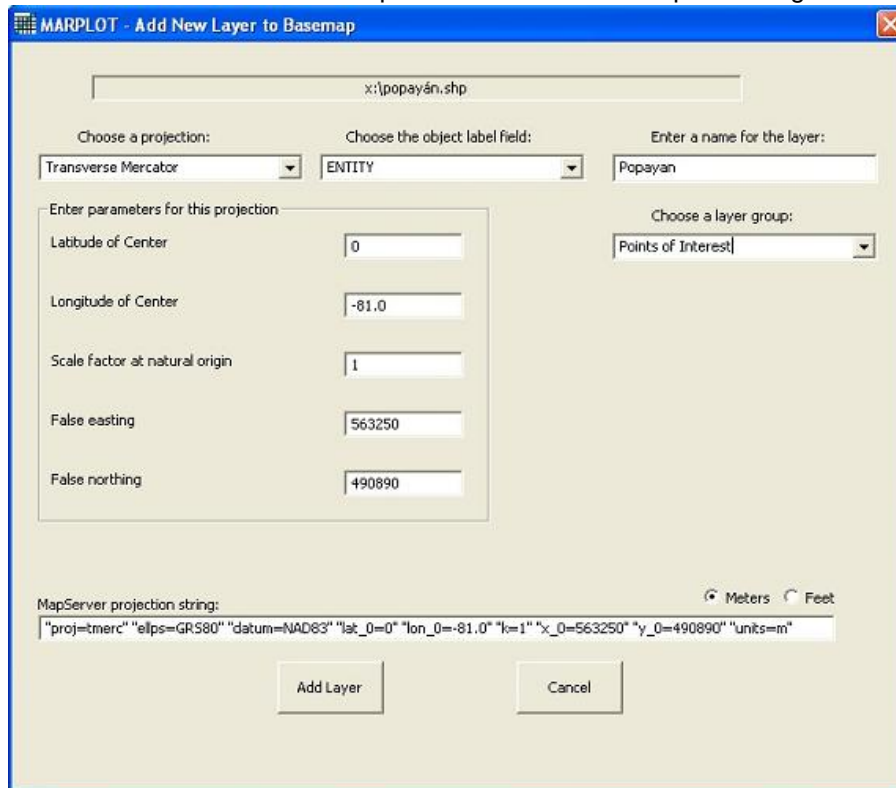 MARPLOT - Add New Layer to Basemap
x:\popayán.shp
Choose a projection:
Choose the object label field:
Enter a name for the layer:
Transverse Mercator
ENTITY
Popayan
Enter parameters for this projection
Choose a layer group:
Points of Interest
Latitude of Center
0
Longitude of Center
-81.0
Scale factor at natural origin
1
False easting
563250
False northing
490890
Meters
Feet
MapServer projection string:
"proj=tmerc" "ellps=GRS80" "datum=NAD83" "lat_0=0" "lon_0=-81.0" "k=1" "x_0=563250" "y_0=490890" "units=m"
Add Layer
Cancel